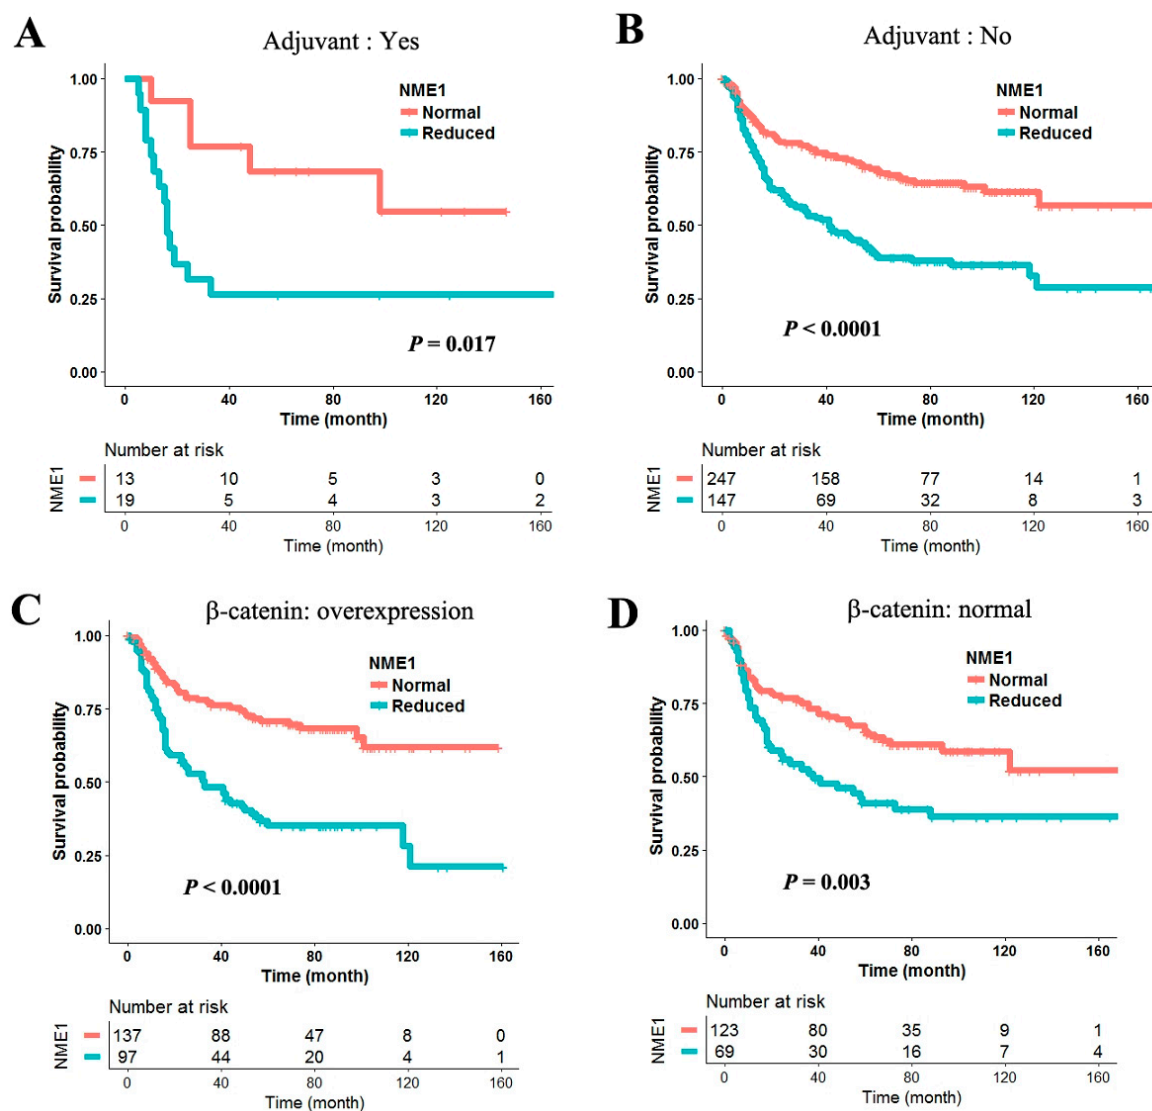 A
Adjuvant : Yes
NME1
Normal
Reduced
Survival probability
1.00
0.75
0.50
0.25
0.00
P = 0.017
0 40 80 120 160
Time (month)
Number at risk
NME1
13 10 5 3 0
19 5 4 3 2
0 40 80 120 160
Time (month)
B
Adjuvant : No
NME1
Normal
Reduced
Survival probability
1.00
0.75
0.50
0.25
0.00
P < 0.0001
0 40 80 120 160
Time (month)
Number at risk
NME1
247 158 77 14 1
147 69 32 8 3
0 40 80 120 160
Time (month)
C
β-catenin: overexpression
NME1
Normal
Reduced
Survival probability
1.00
0.75
0.50
0.25
0.00
P < 0.0001
0 40 80 120 160
Time (month)
Number at risk
NME1
137 88 47 8 0
97 44 20 4 1
0 40 80 120 160
Time (month)
D
β-catenin: normal
NME1
Normal
Reduced
Survival probability
1.00
0.75
0.50
0.25
0.00
P = 0.003
0 40 80 120 160
Time (month)
Number at risk
NME1
123 80 35 9 1
69 30 16 7 4
0 40 80 120 160
Time (month)